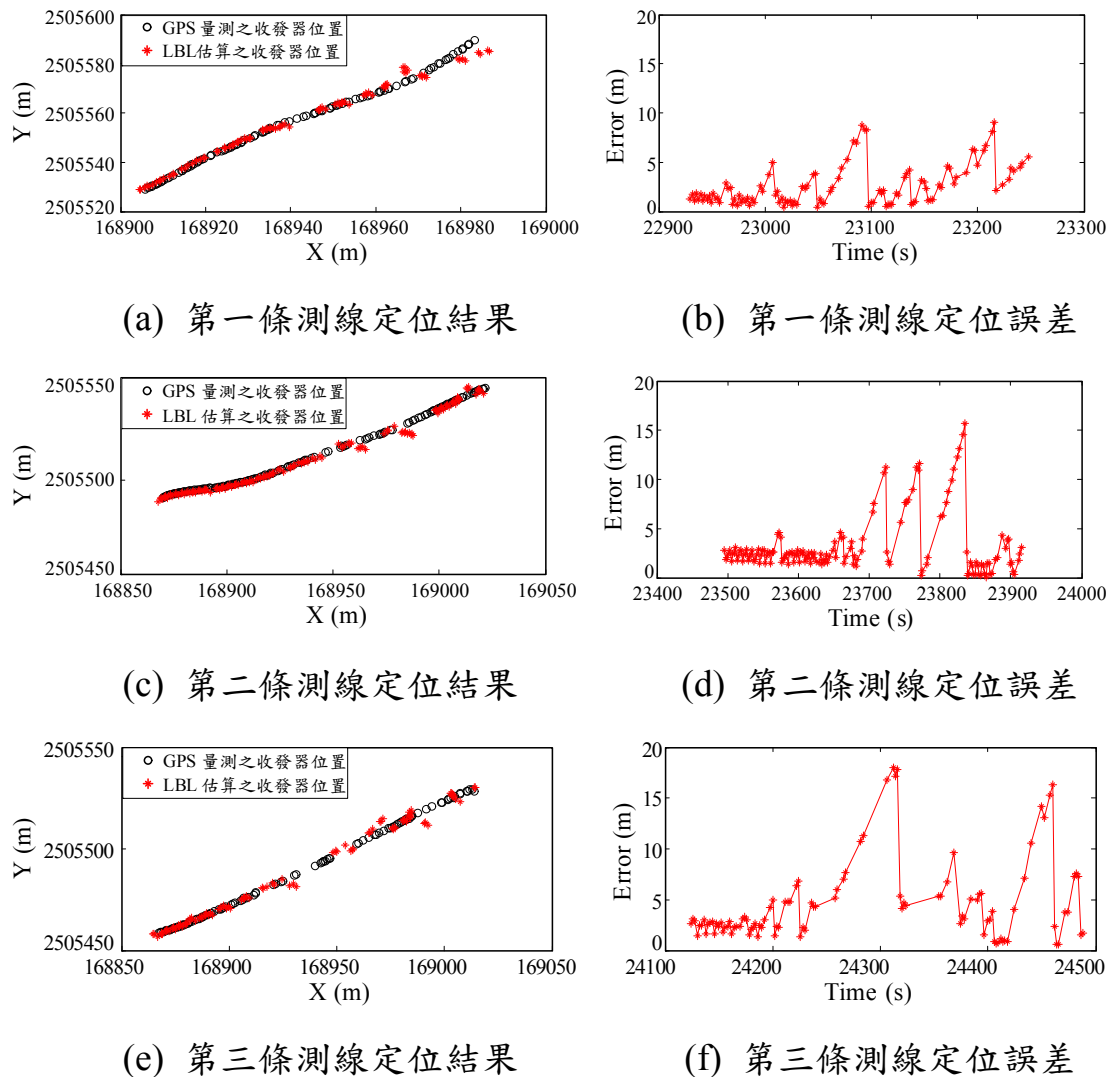 2505600
2505580
2505560
2505540
2505520
Y (m)
GPS 量測之收發器位置
LBL估算之收發器位置
168900 168920 168940 168960 168980 169000
X (m)
20
15
10
5
0
Error (m)
22900 23000 23100 23200 23300
Time (s)
(a) 第一條測線定位結果
(b) 第一條測線定位誤差
2505550
2505500
2505450
Y (m)
GPS 量測之收發器位置
LBL 估算之收發器位置
168850 168900 168950 169000 169050
X (m)
20
15
10
5
0
Error (m)
23400 23500 23600 23700 23800 23900 24000
Time (s)
(c) 第二條測線定位結果
(d) 第二條測線定位誤差
2505550
2505500
2505450
Y (m)
GPS 量測之收發器位置
LBL 估算之收發器位置
168850 168900 168950 169000 169050
X (m)
20
15
10
5
0
Error (m)
24100 24200 24300 24400 24500
Time (s)
(e) 第三條測線定位結果
(f) 第三條測線定位誤差